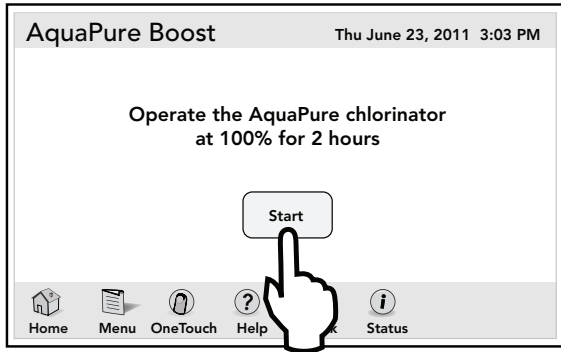 AquaPure Boost Thu June 23, 2011 3:03 PM
Operate the AquaPure chlorinator
at 100% for 2 hours
Start
?
i
Home Menu OneTouch Help Status